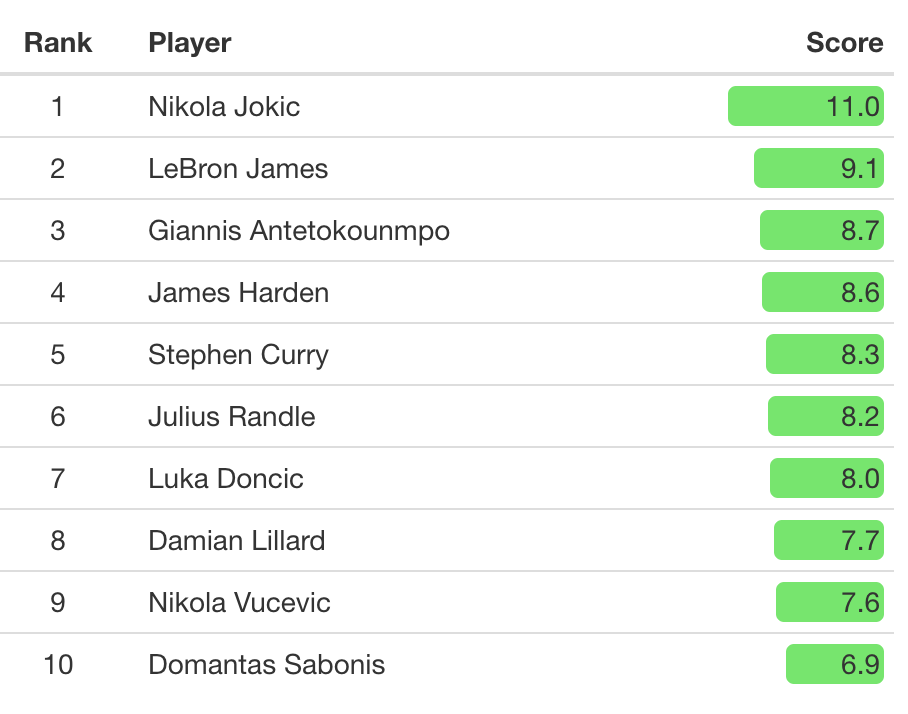 Rank Player Score
1 Nikola Jokic 11.0
2 LeBron James 9.1
3 Giannis Antetokounmpo 8.7
4 James Harden 8.6
5 Stephen Curry 8.3
6 Julius Randle 8.2
7 Luka Doncic 8.0
8 Damian Lillard 7.7
9 Nikola Vucevic 7.6
10 Domantas Sabonis 6.9